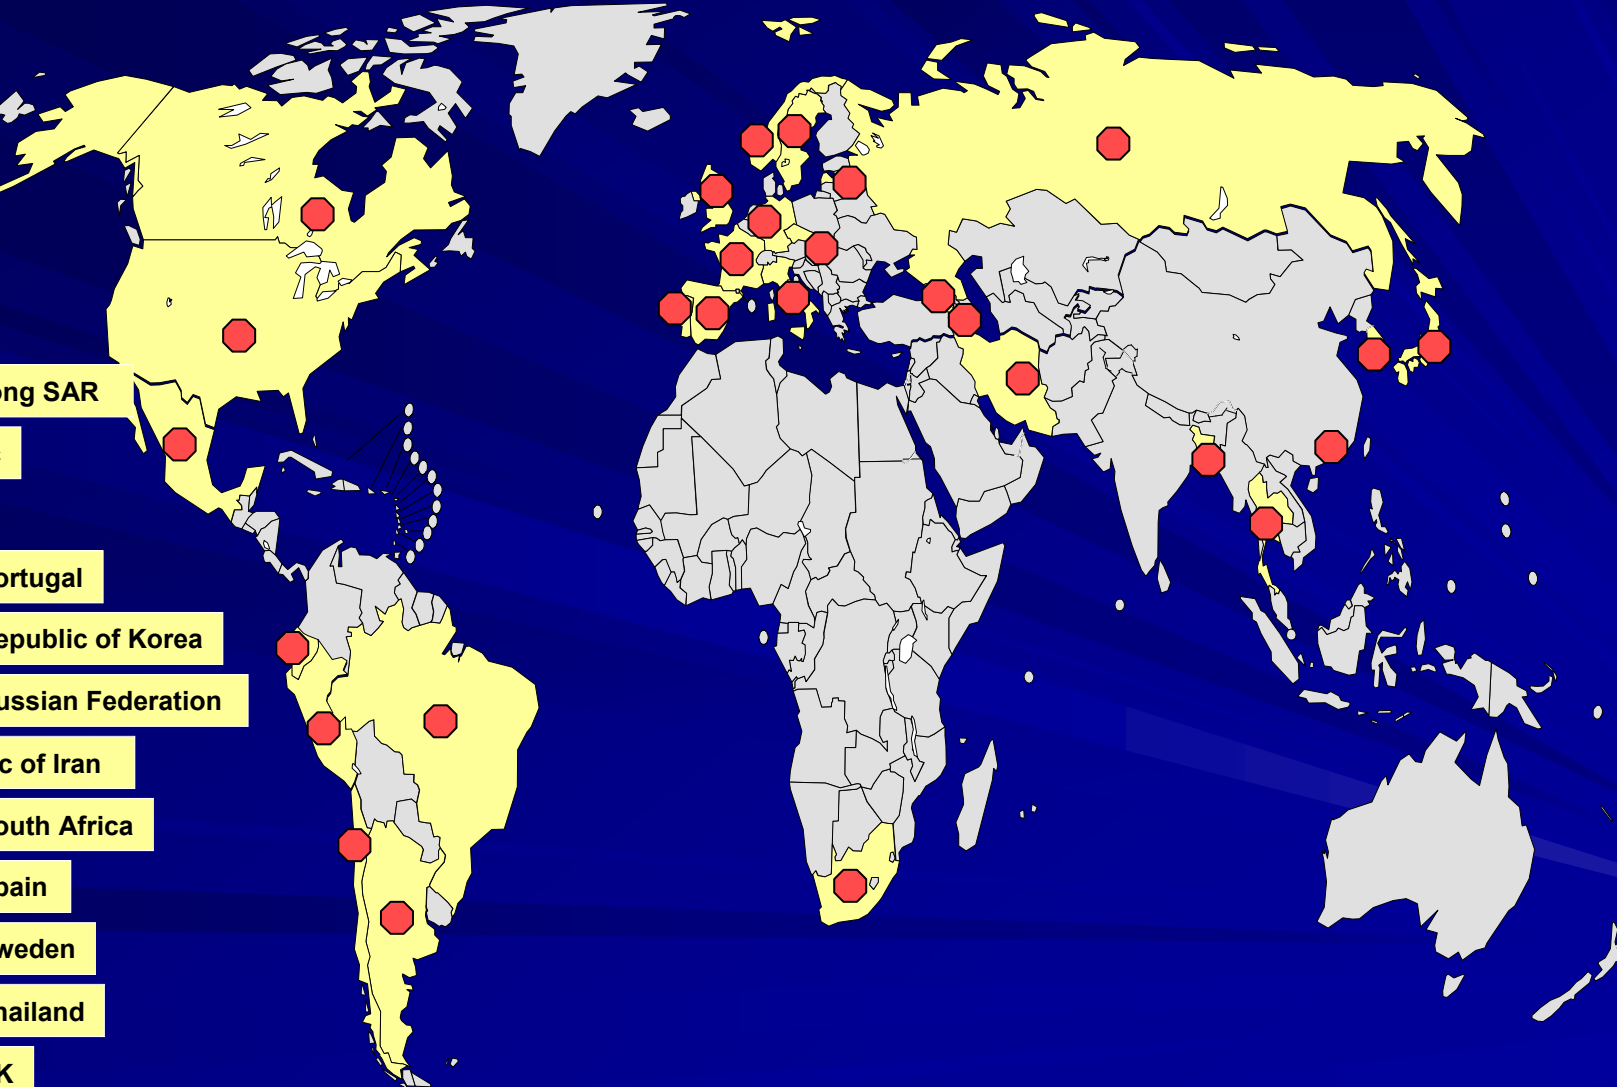 ong SAR
ortugal
epublic of Korea
ussian Federation
c of Iran
outh Africa
pain
weden
hailand
K